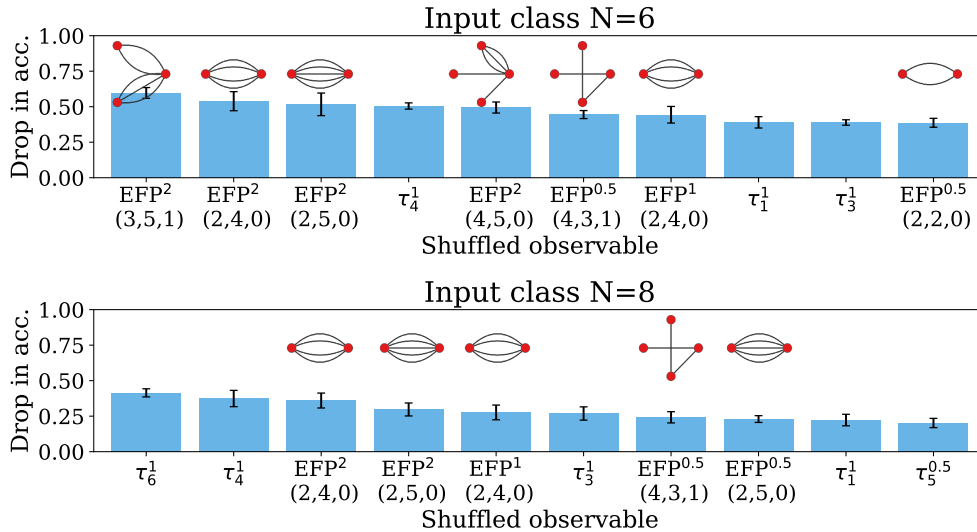 Input class N=6
Drop in acc.
1.00
0.75
0.50
0.25
0.00
EFP² EFP² EFP² τ₄¹ EFP² EFP⁰·⁵ EFP¹ τ₁¹ τ₃¹ EFP⁰·⁵
(3,5,1) (2,4,0) (2,5,0) (4,5,0) (4,3,1) (2,4,0) (2,2,0)
Shuffled observable
Input class N=8
Drop in acc.
1.00
0.75
0.50
0.25
0.00
τ₆¹ τ₄¹ EFP² EFP² EFP¹ τ₃¹ EFP⁰·⁵ EFP⁰·⁵ τ₁¹ τ₅⁰·⁵
(2,4,0) (2,5,0) (2,4,0) (4,3,1) (2,5,0)
Shuffled observable